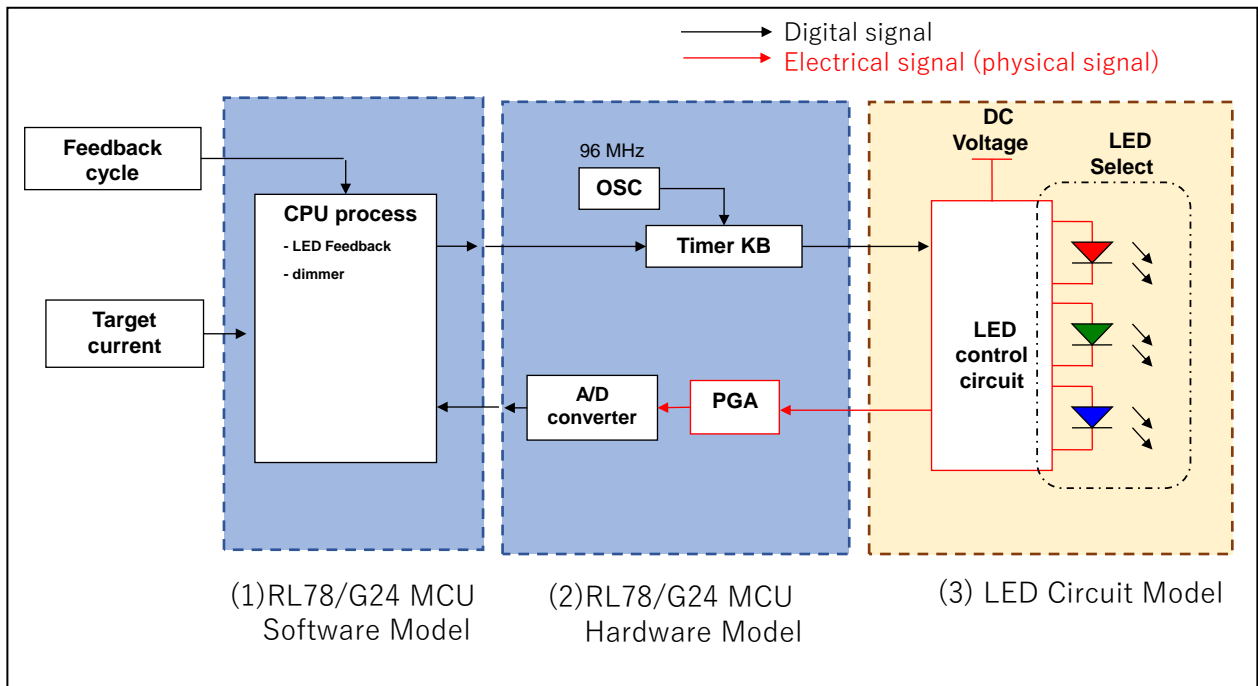 Digital signal
Electrical signal (physical signal)
Feedback
cycle
Target
current
CPU process
- LED Feedback
- dimmer
96 MHz
OSC
Timer KB
A/D
converter
PGA
DC
Voltage
LED
Select
LED
control
circuit
(1)RL78/G24 MCU
Software Model
(2)RL78/G24 MCU
Hardware Model
(3) LED Circuit Model